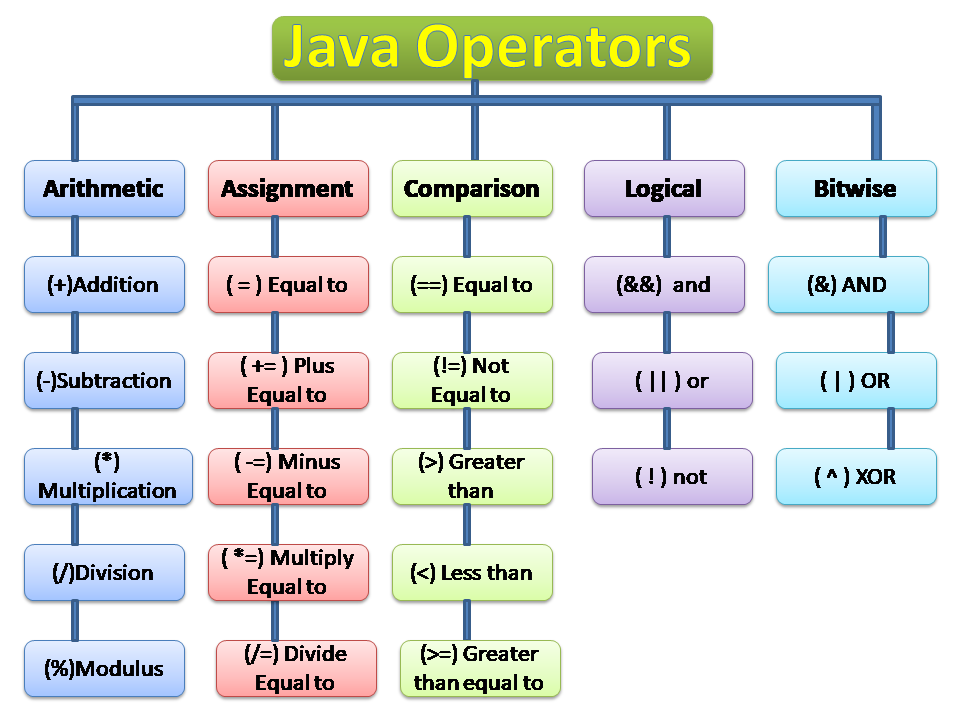 Java Operators
Arithmetic
(+)Addition
(-)Subtraction
(*)
Multiplication
(/)Division
(%)Modulus
Assignment
( = ) Equal to
( += ) Plus
Equal to
( -=) Minus
Equal to
( *=) Multiply
Equal to
(/=) Divide
Equal to
Comparison
(==) Equal to
(!=) Not
Equal to
(>) Greater
than
(<) Less than
(>=) Greater
than equal to
Logical
(&&) and
( || ) or
( ! ) not
Bitwise
(&) AND
( | ) OR
( ^ ) XOR